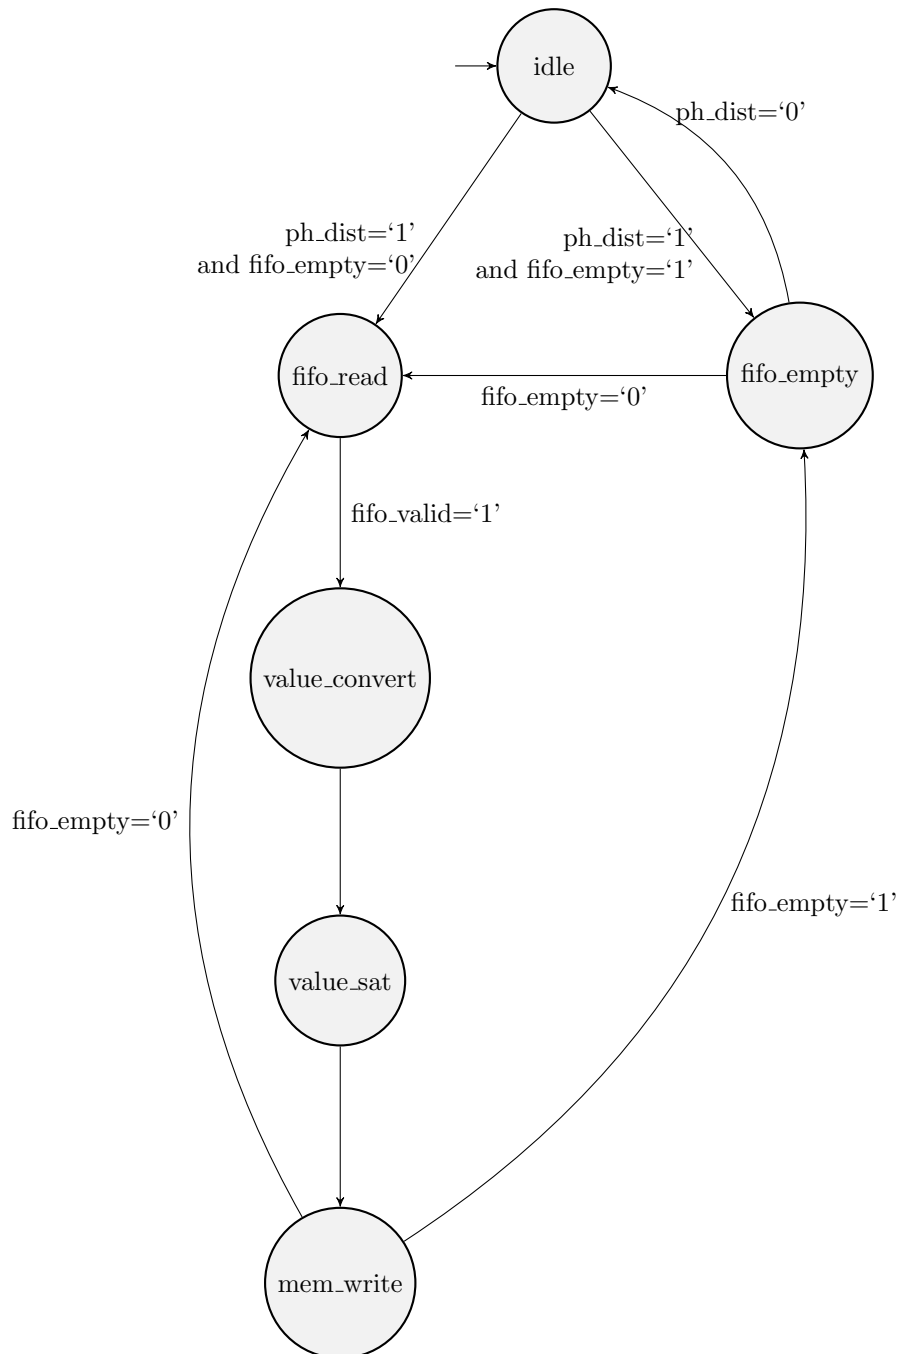 idle
ph_dist=‘0’
ph_dist=‘1’
and fifo_empty=‘0’
ph_dist=‘1’
and fifo_empty=‘1’
fifo_read
fifo_empty
fifo_empty=‘0’
fifo_valid=‘1’
value_convert
fifo_empty=‘0’
fifo_empty=‘1’
value_sat
mem_write